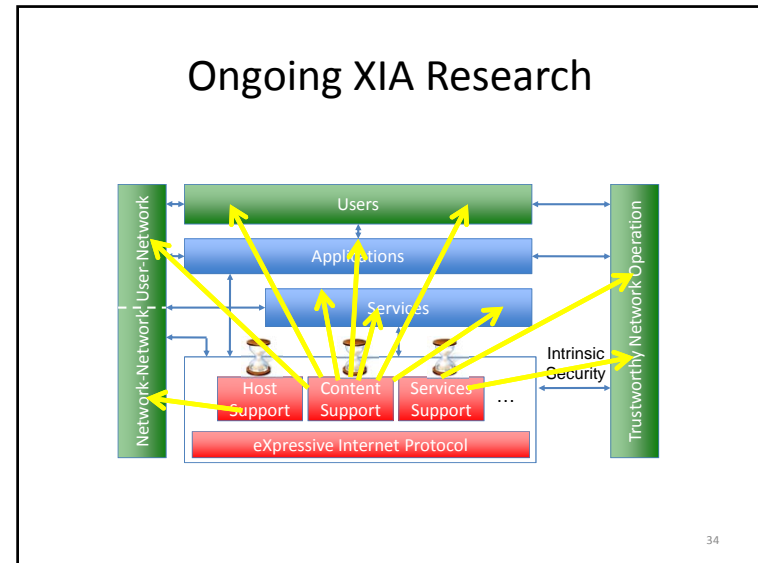 Ongoing XIA Research
Users
Applications
Services
User-Network
Network-Network
Trustworthy Network Operation
Intrinsic
Security
Host
Support
Content
Support
Services
Support
...
eXpressive Internet Protocol
34